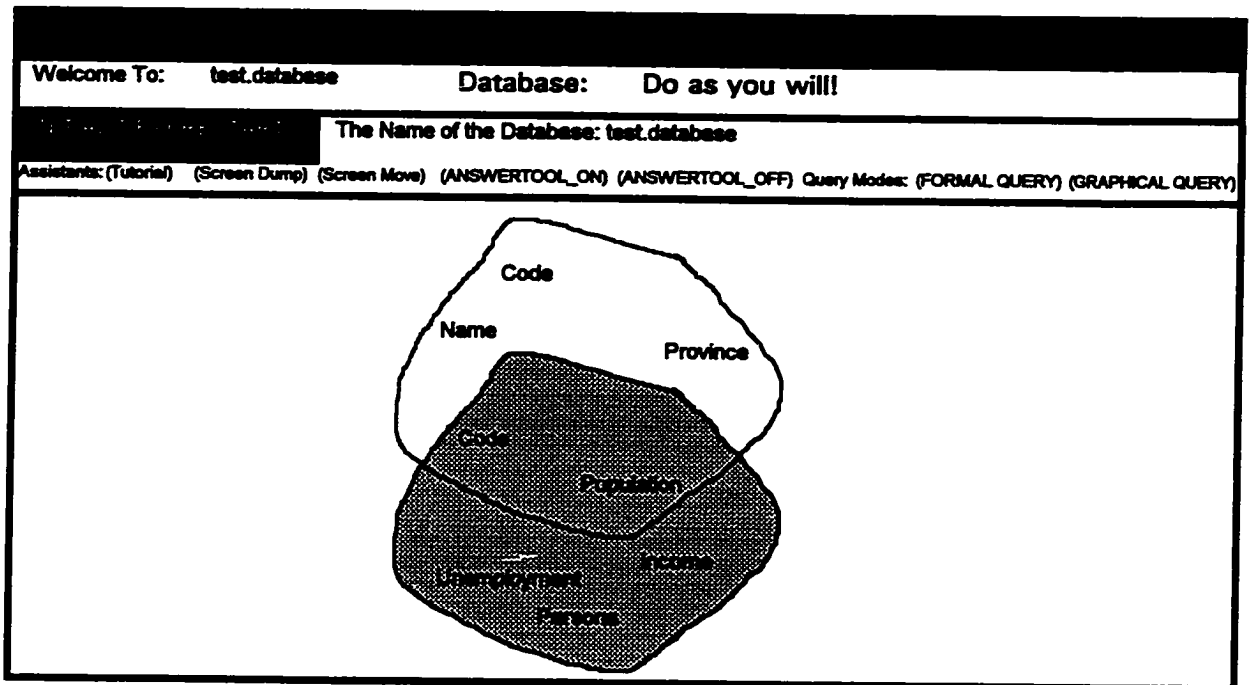 Welcome To: test.database Database: Do as you will!
The Name of the Database: test.database
Assistants: (Tutorial) (Screen Dump) (Screen Move) (ANSWERTOOL_ON) (ANSWERTOOL_OFF) Query Modes: (FORMAL QUERY) (GRAPHICAL QUERY)
Code
Name
Province
Code
Population
Income
Unemployment
Persons